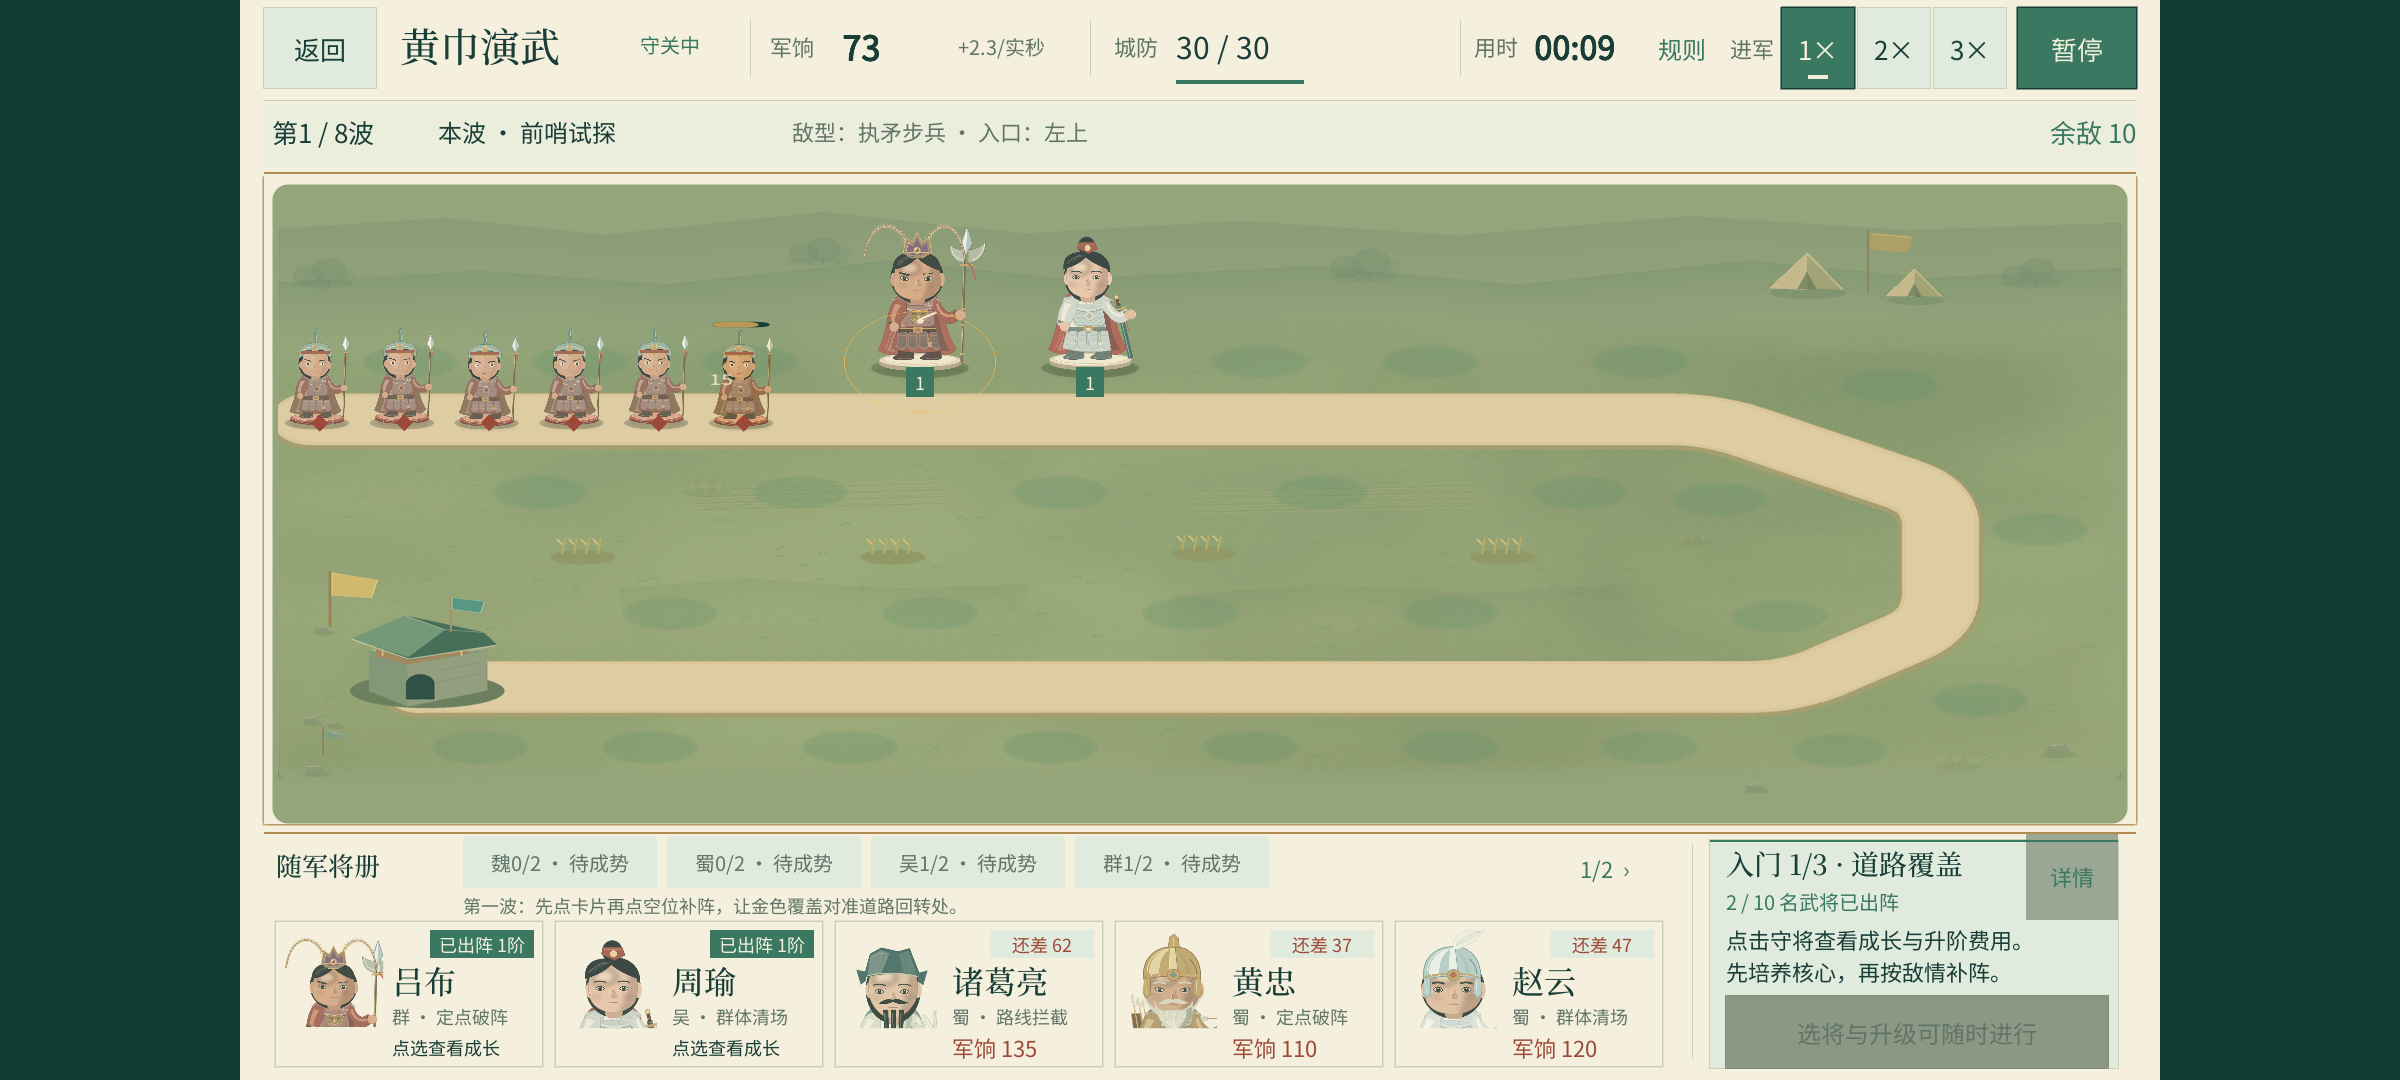 返回
黄巾演武
守关中
军饷 73
+2.3/实秒
城防 30 / 30
用时 00:09
规则
进军
1×
2×
3×
暂停
第1 / 8波
本波 · 前哨试探
敌型：执矛步兵 · 入口：左上
余敌 10
15
1
1
随军将册
魏0/2 · 待成势
蜀0/2 · 待成势
吴1/2 · 待成势
群1/2 · 待成势
1/2 ›
第一波：先点卡片再点空位补阵，让金色覆盖对准道路回转处。
已出阵 1阶
吕布
群 · 定点破阵
点选查看成长
已出阵 1阶
周瑜
吴 · 群体清场
点选查看成长
还差 62
诸葛亮
蜀 · 路线拦截
军饷 135
还差 37
黄忠
蜀 · 定点破阵
军饷 110
还差 47
赵云
蜀 · 群体清场
军饷 120
入门 1/3 · 道路覆盖
详情
2 / 10 名武将已出阵
点击守将查看成长与升阶费用。
先培养核心，再按敌情补阵。
选将与升级可随时进行